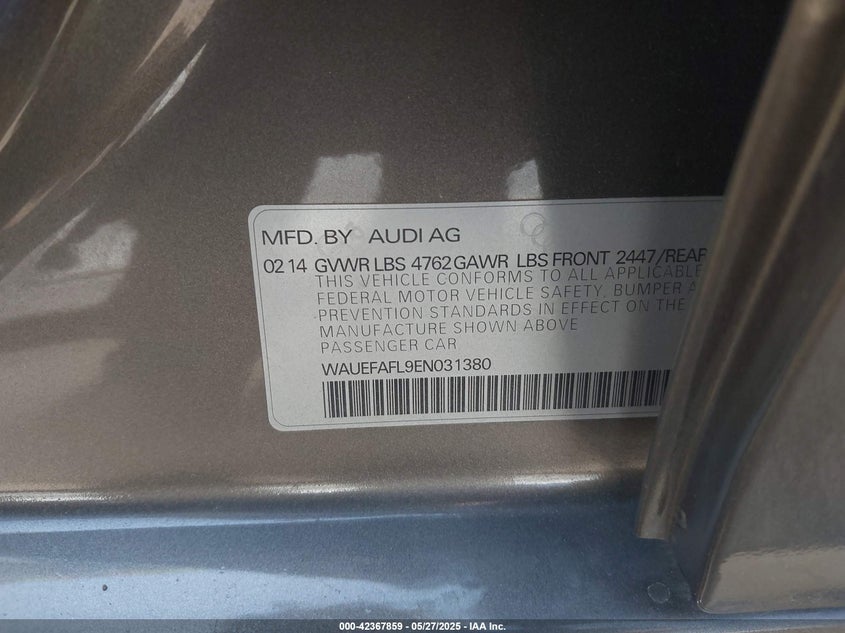 MFD. BY AUDI AG
02 14 GVWR LBS 4762 GAWR LBS FRONT 2447/REAR
THIS VEHICLE CONFORMS TO ALL APPLICABLE
FEDERAL MOTOR VEHICLE SAFETY, BUMPER A
PREVENTION STANDARDS IN EFFECT ON THE
MANUFACTURE SHOWN ABOVE
PASSENGER CAR
WAUEFAFL9EN031380
000-42367859 - 05/27/2025 - IAA Inc.